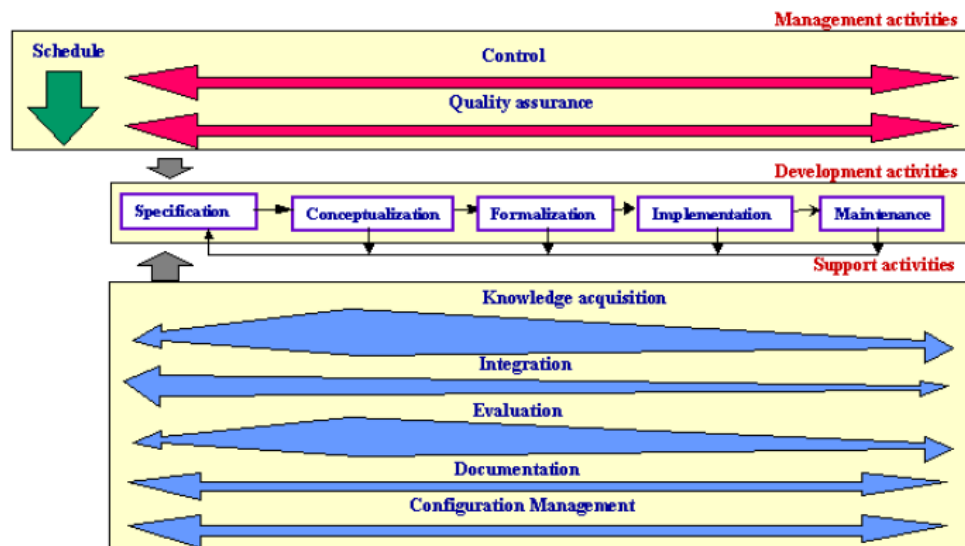 Management activities
Schedule
Control
Quality assurance
Development activities
Specification
Conceptualization
Formalization
Implementation
Maintenance
Support activities
Knowledge acquisition
Integration
Evaluation
Documentation
Configuration Management